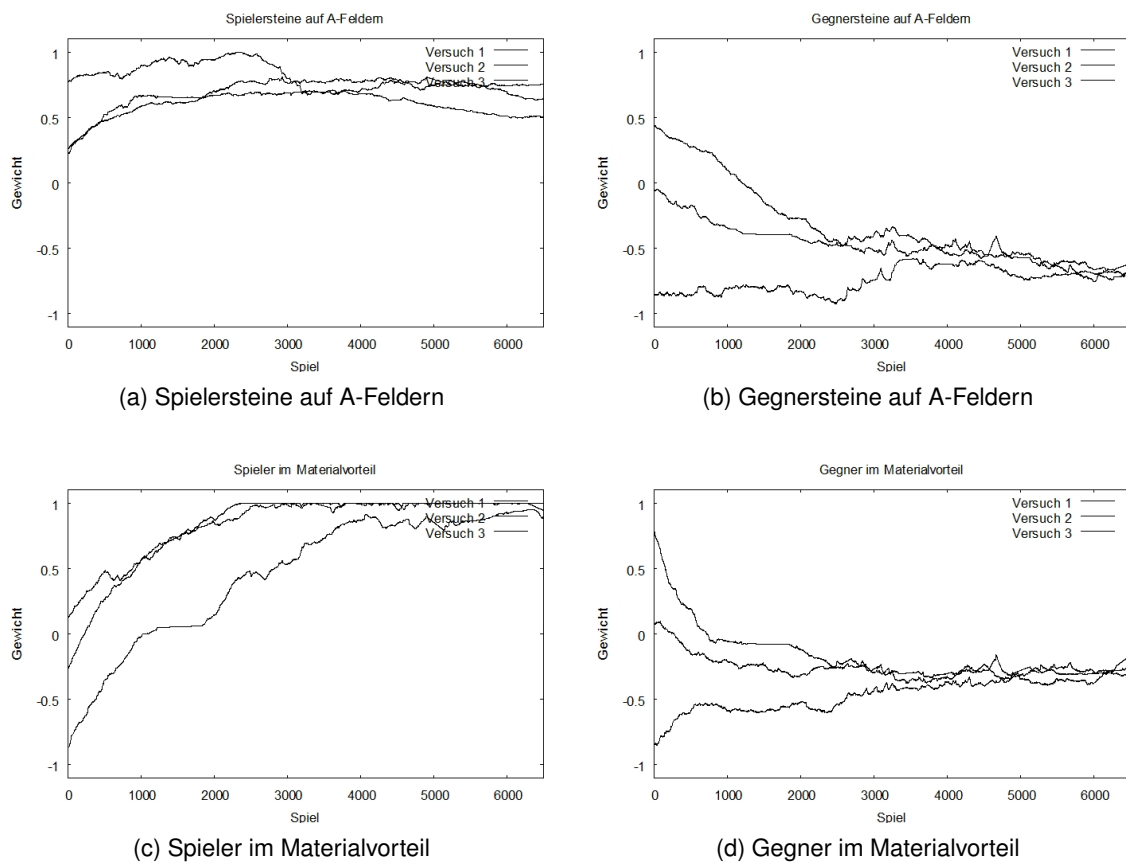 Spielersteine auf A-Feldern
Gewicht
1
0.5
0
-0.5
-1
Versuch 1
Versuch 2
Versuch 3
0 1000 2000 3000 4000 5000 6000
Spiel
(a) Spielersteine auf A-Feldern
Gegnersteine auf A-Feldern
Gewicht
1
0.5
0
-0.5
-1
Versuch 1
Versuch 2
Versuch 3
0 1000 2000 3000 4000 5000 6000
Spiel
(b) Gegnersteine auf A-Feldern
Spieler im Materialvorteil
Gewicht
1
0.5
0
-0.5
-1
Versuch 1
Versuch 2
Versuch 3
0 1000 2000 3000 4000 5000 6000
Spiel
(c) Spieler im Materialvorteil
Gegner im Materialvorteil
Gewicht
1
0.5
0
-0.5
-1
Versuch 1
Versuch 2
Versuch 3
0 1000 2000 3000 4000 5000 6000
Spiel
(d) Gegner im Materialvorteil